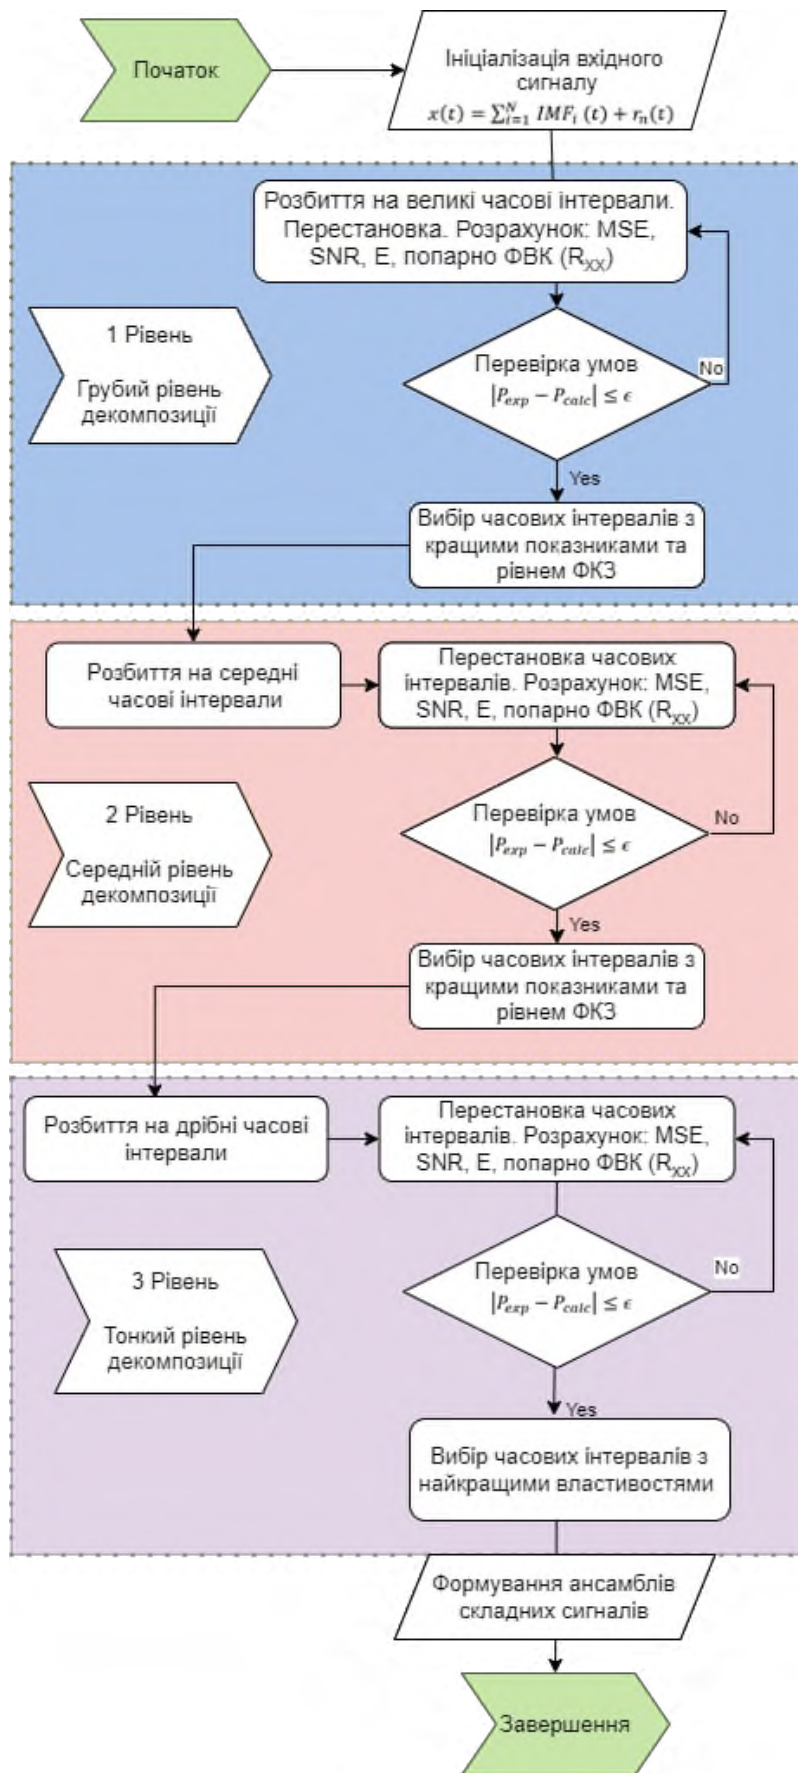 Початок
Ініціалізація вхідного
сигналу
x(t) = ∑ᵢ₌₁ᴺ IMFᵢ (t) + rₙ(t)
Розбиття на великі часові інтервали.
Перестановка. Розрахунок: MSE,
SNR, E, попарно ФВК (Rxx)
1 Рівень
Грубий рівень
декомпозиції
Перевірка умов
|Pexp − Pcalc| ≤ ϵ
No
Yes
Вибір часових інтервалів з
кращими показниками та
рівнем ФКЗ
Розбиття на середні
часові інтервали
Перестановка часових
інтервалів. Розрахунок: MSE,
SNR, E, попарно ФВК (Rxx)
2 Рівень
Середній рівень
декомпозиції
Перевірка умов
|Pexp − Pcalc| ≤ ϵ
No
Yes
Вибір часових інтервалів з
кращими показниками та
рівнем ФКЗ
Розбиття на дрібні часові
інтервали
Перестановка часових
інтервалів. Розрахунок: MSE,
SNR, E, попарно ФВК (Rxx)
3 Рівень
Тонкий рівень
декомпозиції
Перевірка умов
|Pexp − Pcalc| ≤ ϵ
No
Yes
Вибір часових інтервалів з
найкращими властивостями
Формування ансамблів
складних сигналів
Завершення